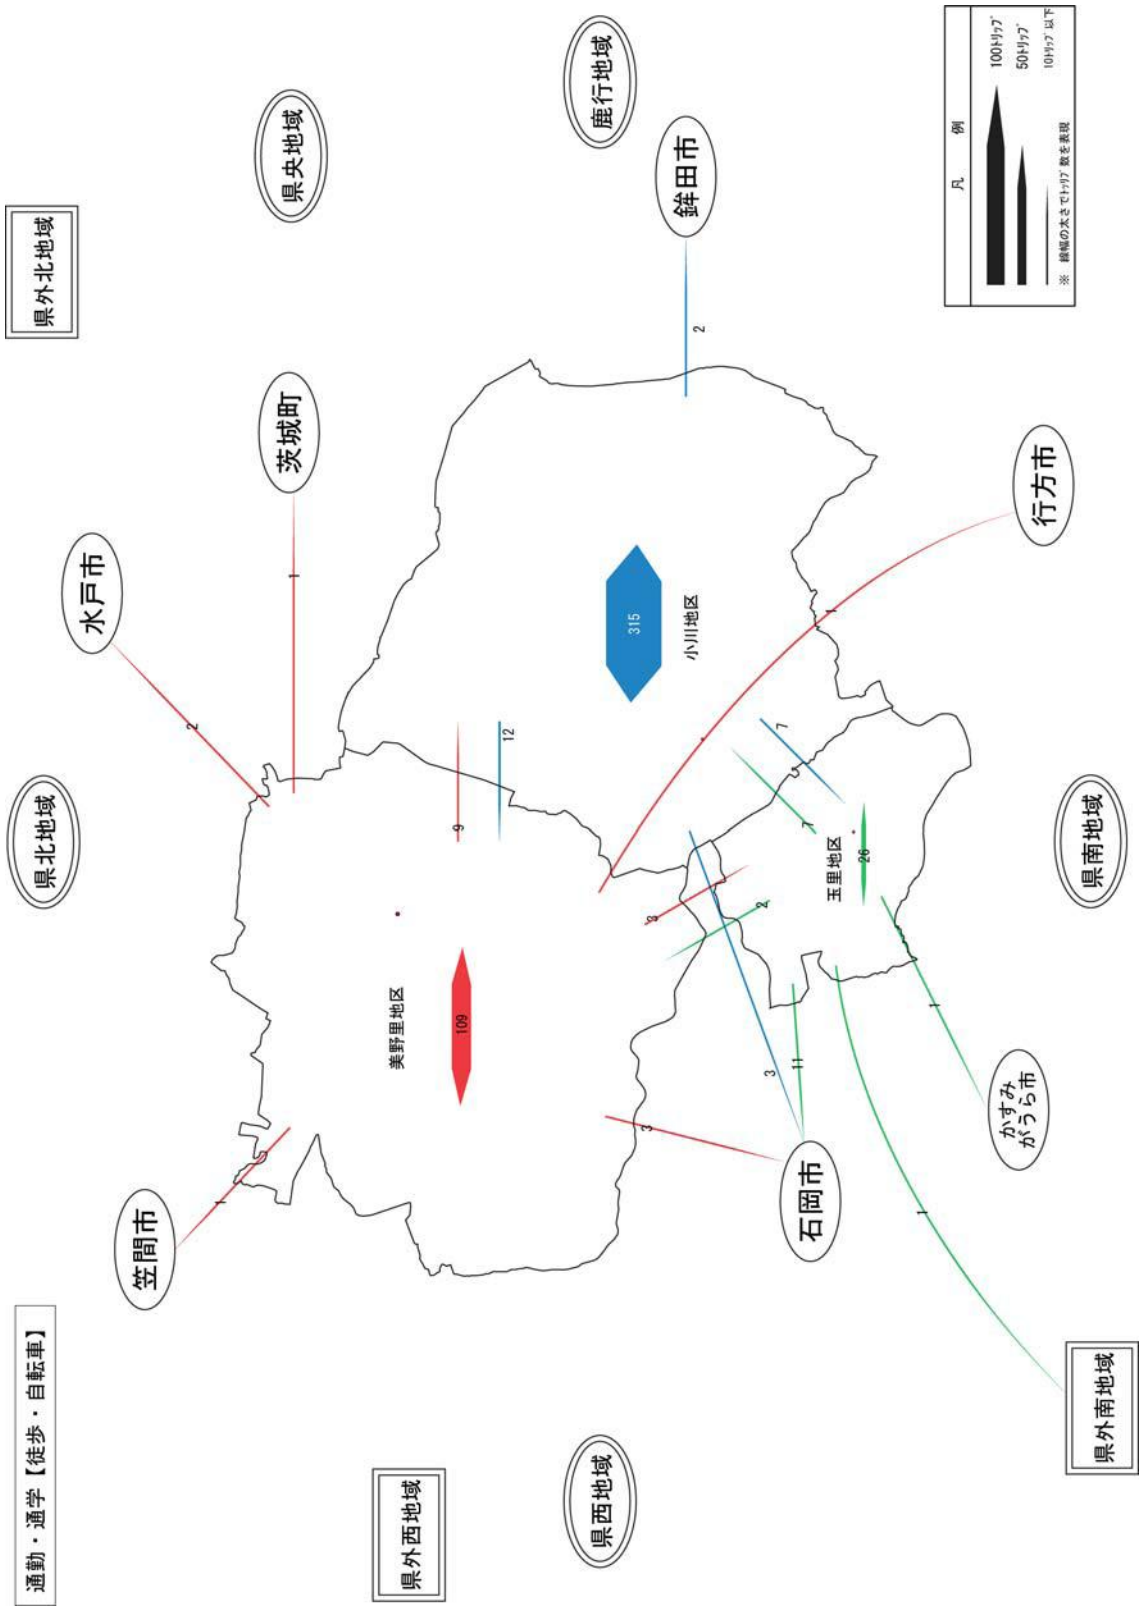 通勤・通学【徒歩・自転車】
県外北地域
県北地域
水戸市
笠間市
県央地域
茨城町
1
2
1
県外西地域
美野里地区
109
9
12
315
小川地区
鹿行地域
鉾田市
2
県西地域
3
3
2
3
11
7
7
玉里地区
26
1
石岡市
1
1
かすみ
がうら市
行方市
県南地域
県外南地域
凡例
100トリップ
50トリップ
10トリップ以下
※ 線幅の太さでトリップ数を表現